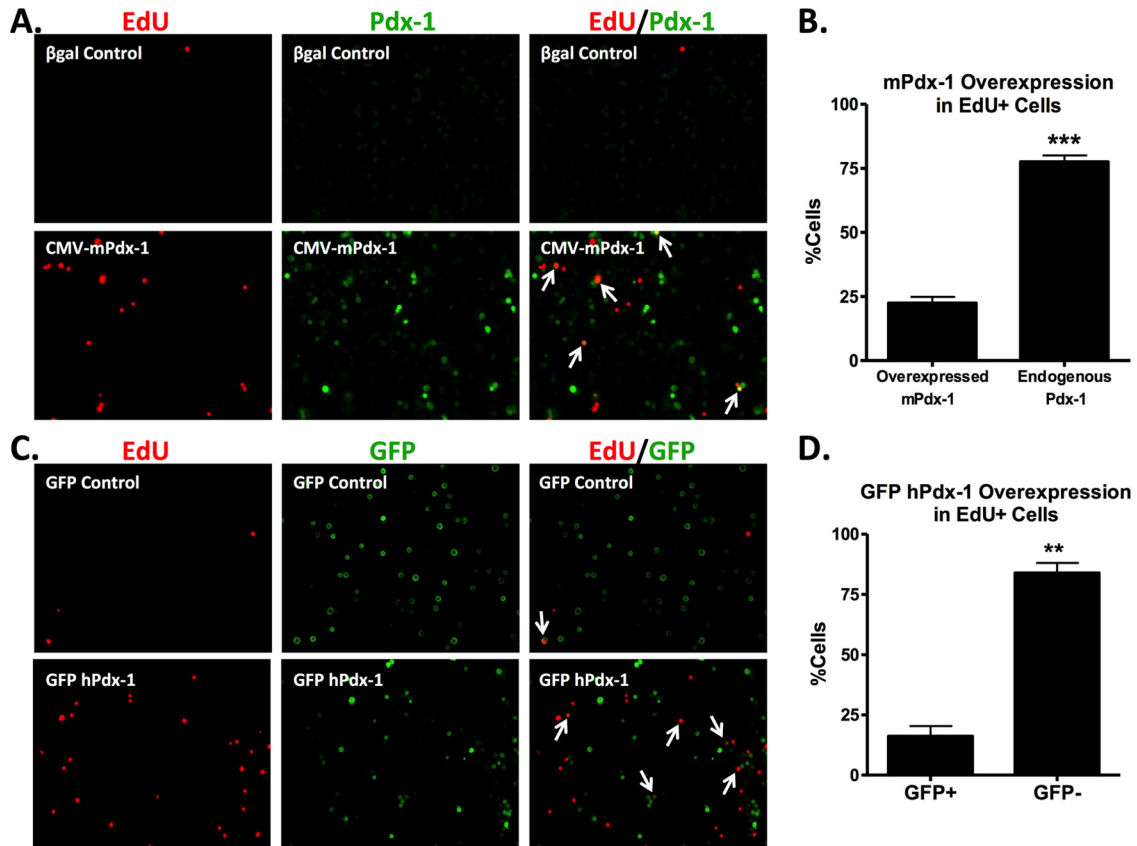 A. EdU Pdx-1 EdU/Pdx-1
βgal Control βgal Control βgal Control
CMV-mPdx-1 CMV-mPdx-1 CMV-mPdx-1
B.
mPdx-1 Overexpression
in EdU+ Cells
%Cells
100
75
50
25
0
***
Overexpressed
mPdx-1
Endogenous
Pdx-1
C. EdU GFP EdU/GFP
GFP Control GFP Control GFP Control
GFP hPdx-1 GFP hPdx-1 GFP hPdx-1
D.
GFP hPdx-1 Overexpression
in EdU+ Cells
%Cells
100
75
50
25
0
**
GFP+ GFP-